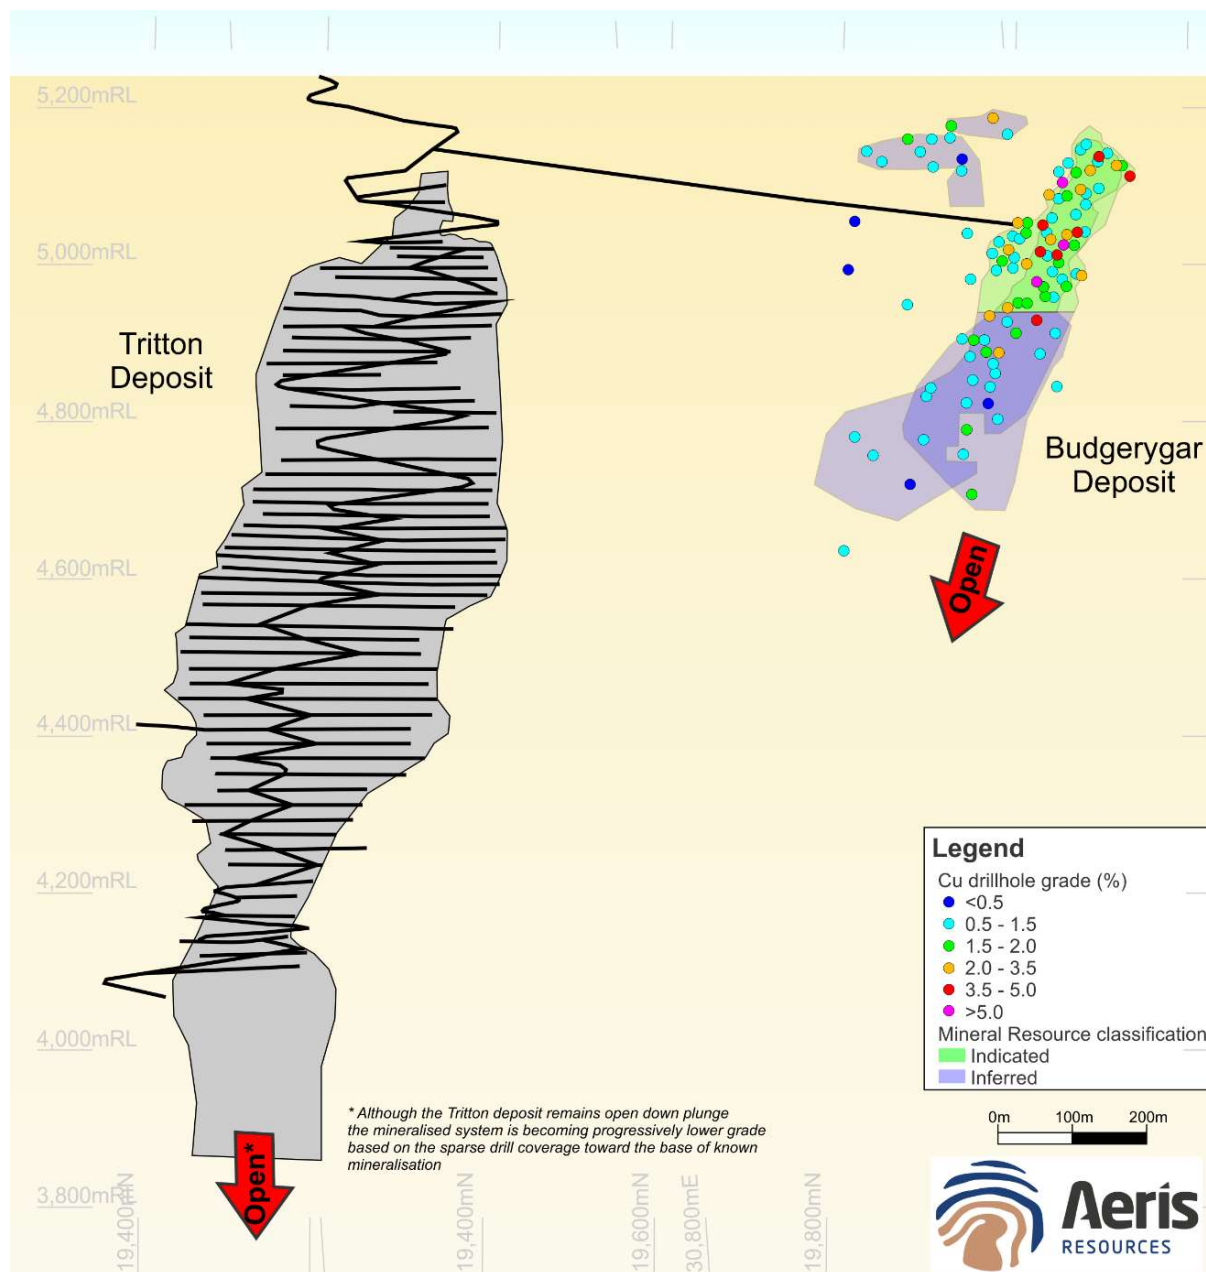 5,200mRL
5,000mRL
Tritton
Deposit
4,800mRL
Budgerygar
Deposit
4,600mRL
Open
4,400mRL
Legend
Cu drillhole grade (%)
<0.5
0.5 - 1.5
1.5 - 2.0
2.0 - 3.5
3.5 - 5.0
>5.0
Mineral Resource classification
Indicated
Inferred
4,200mRL
4,000mRL
* Although the Tritton deposit remains open down plunge
the mineralised system is becoming progressively lower grade
based on the sparse drill coverage toward the base of known
mineralisation
0m 100m 200m
Open*
3,800mRL
19,400mN
19,400mN
19,600mN
30,800mE
19,800mN
Aeris
RESOURCES